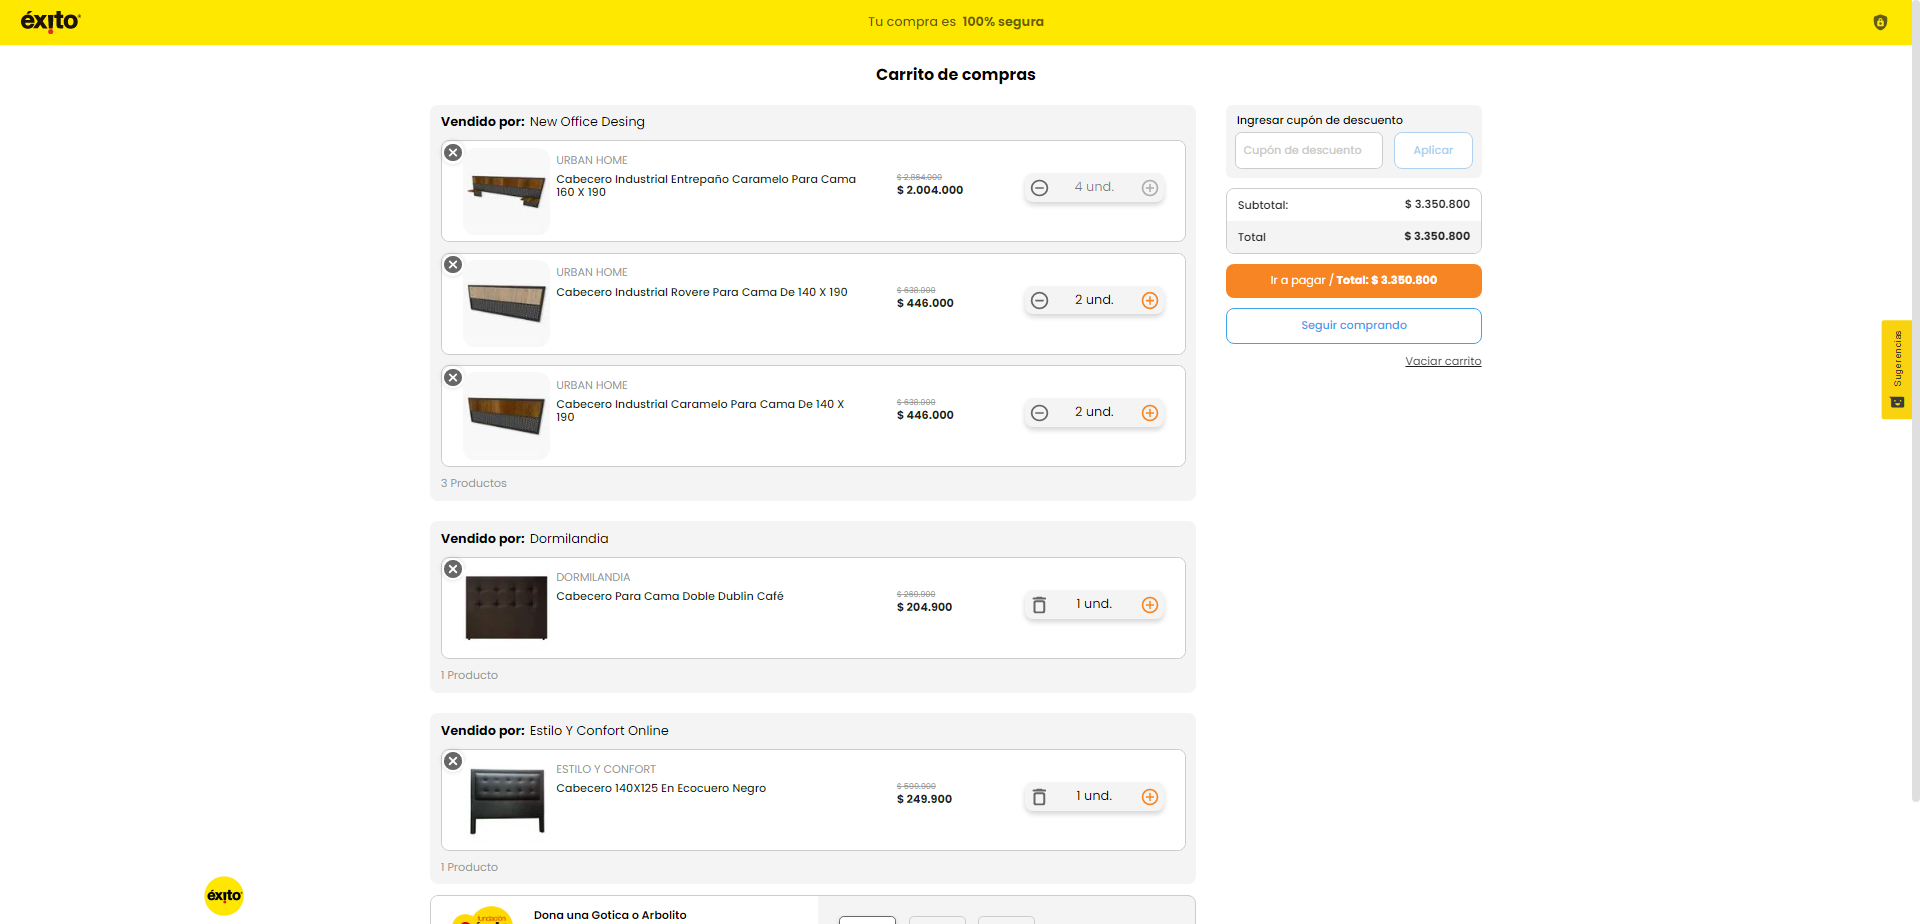 éxito
Tu compra es 100% segura
Carrito de compras
Vendido por: New Office Desing
URBAN HOME
Cabecero Industrial Entrepaño Caramelo Para Cama
160 X 190
$ 2.864.000
$ 2.004.000
4 und.
URBAN HOME
Cabecero Industrial Rovere Para Cama De 140 X 190
$ 638.000
$ 446.000
2 und.
URBAN HOME
Cabecero Industrial Caramelo Para Cama De 140 X
190
$ 638.000
$ 446.000
2 und.
3 Productos
Vendido por: Dormilandia
DORMILANDIA
Cabecero Para Cama Doble Dublín Café
$ 204.900
1 und.
1 Producto
Vendido por: Estilo Y Confort Online
ESTILO Y CONFORT
Cabecero 140X125 En Ecocuero Negro
$ 249.900
1 und.
1 Producto
Dona una Gotica o Arbolito
fundación
Ingresar cupón de descuento
Cupón de descuento
Aplicar
Subtotal:
$ 3.350.800
Total
$ 3.350.800
Ir a pagar / Total: $ 3.350.800
Seguir comprando
Vaciar carrito
Sugerencias
éxito